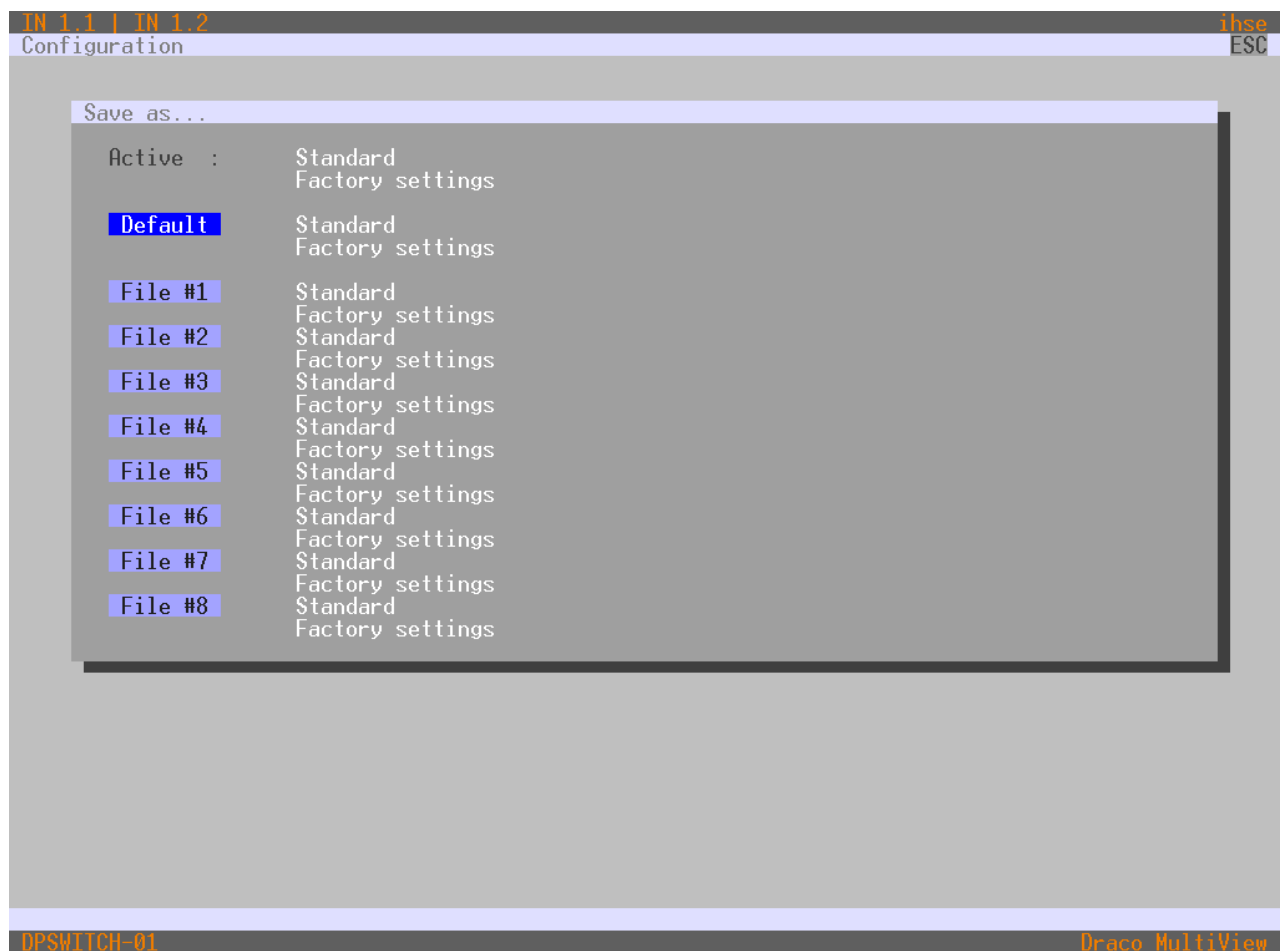 IN 1.1 | IN 1.2 ihse
Configuration ESC
Save as...
Active : Standard
Factory settings
Default Standard
Factory settings
File #1 Standard
Factory settings
File #2 Standard
Factory settings
File #3 Standard
Factory settings
File #4 Standard
Factory settings
File #5 Standard
Factory settings
File #6 Standard
Factory settings
File #7 Standard
Factory settings
File #8 Standard
Factory settings
DPSWITCH-01 Draco MultiView